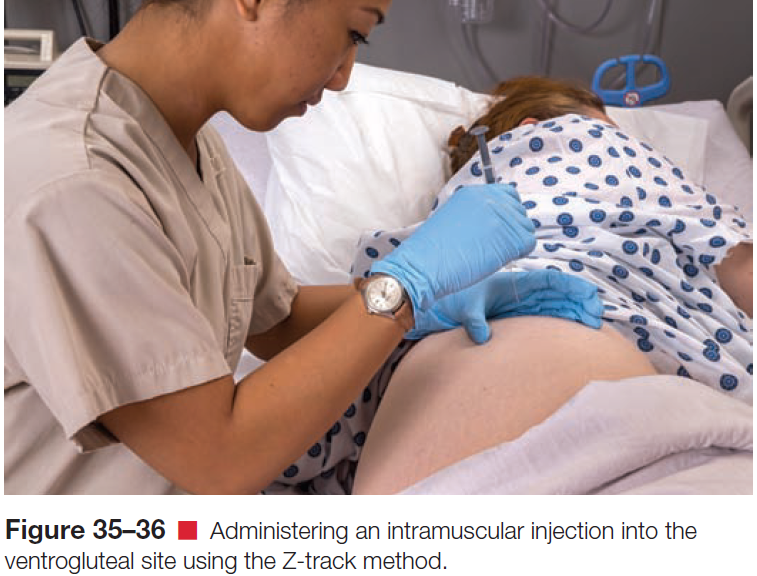 Figure 35–36 ■ Administering an intramuscular injection into the
ventrogluteal site using the Z-track method.